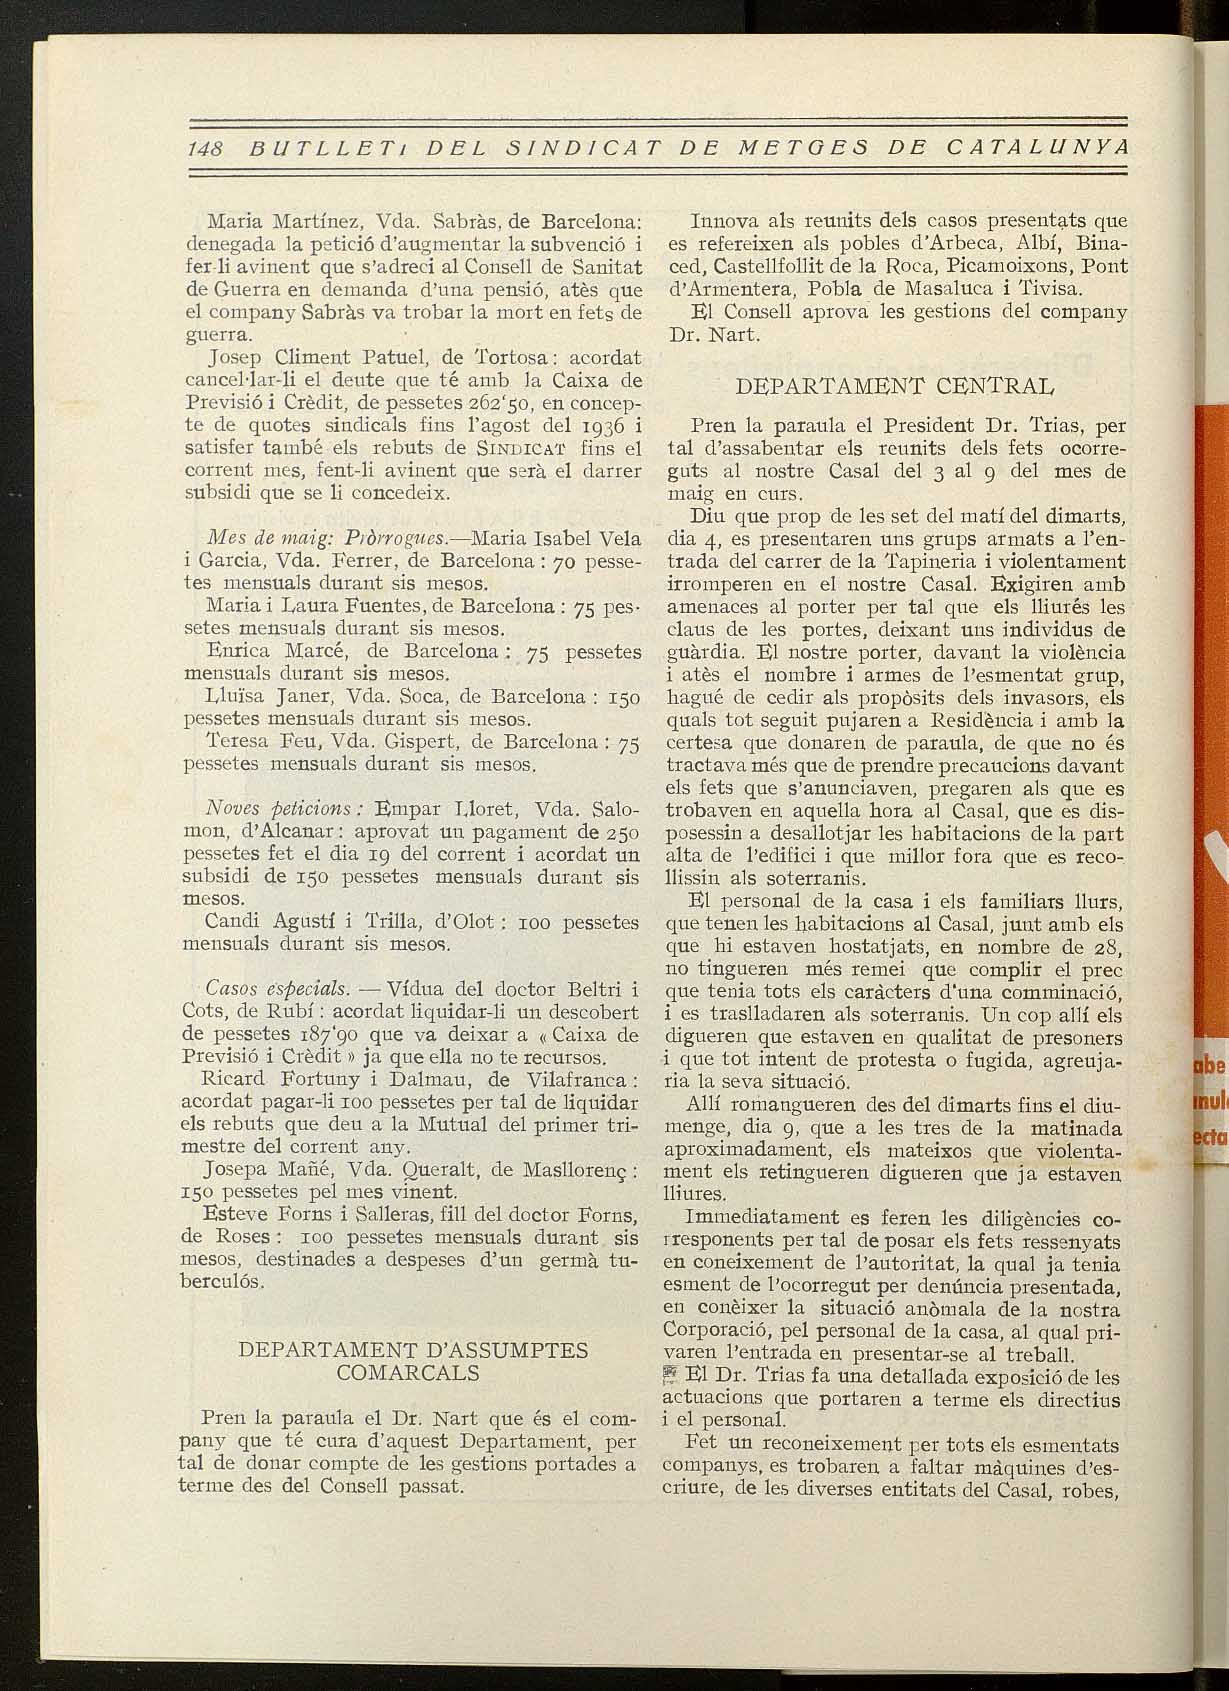 148 BUTLLETÍ DEL SINDICAT DE METGES DE CATALUNYA
Maria Martínez, Vda. Sabràs, de Barcelona:
denegada la petició d'augmentar la subvenció i
fer-li avinent que s'adreci al Consell de Sanitat
de Guerra en demanda d'una pensió, atès que
el company Sabràs va trobar la mort en fets de
guerra.
Josep Climent Patuel, de Tortosa: acordat
cancel·lar-li el deute que té amb la Caixa de
Previsió i Crèdit, de pessetes 262'50, en concep-
te de quotes sindicals fins l'agost del 1936 i
satisfer també els rebuts de SINDICAT fins el
corrent mes, fent-li avinent que serà el darrer
subsidi que se li concedeix.
Mes de maig: Pròrrogues.—Maria Isabel Vela
i Garcia, Vda. Ferrer, de Barcelona: 70 pesse-
tes mensuals durant sis mesos.
Maria i Laura Fuentes, de Barcelona: 75 pes-
setes mensuals durant sis mesos.
Enrica Marcé, de Barcelona: 75 pessetes
mensuals durant sis mesos.
Lluïsa Janer, Vda. Soca, de Barcelona: 150
pessetes mensuals durant sis mesos.
Teresa Feu, Vda. Gispert, de Barcelona: 75
pessetes mensuals durant sis mesos.
Noves peticions: Empar Lloret, Vda. Salo-
mon, d'Alcanar: aprovat un pagament de 250
pessetes fet el dia 19 del corrent i acordat un
subsidi de 150 pessetes mensuals durant sis
mesos.
Candi Agustí i Trilla, d'Olot: 100 pessetes
mensuals durant sis mesos.
Casos especials. — Vídua del doctor Beltri i
Cots, de Rubí: acordat liquidar-li un descobert
de pessetes 187'90 que va deixar a « Caixa de
Previsió i Crèdit » ja que ella no te recursos.
Ricard Fortuny i Dalmau, de Vilafranca:
acordat pagar-li 100 pessetes per tal de liquidar
els rebuts que deu a la Mutual del primer tri-
mestre del corrent any.
Josepa Mañé, Vda. Queralt, de Masllorenç:
150 pessetes pel mes vinent.
Esteve Forns i Salleras, fill del doctor Forns,
de Roses: 100 pessetes mensuals durant sis
mesos, destinades a despeses d'un germà tu-
berculós.
DEPARTAMENT D'ASSUMPTES
COMARCALS
Pren la paraula el Dr. Nart que és el com-
pany que té cura d'aquest Departament, per
tal de donar compte de les gestions portades a
terme des del Consell passat.
Innova als reunits dels casos presentats que
es refereixen als pobles d'Arbeca, Albí, Bina-
ced, Castellfollit de la Roca, Picamoixons, Pont
d'Armentera, Pobla de Masaluca i Tivisa.
El Consell aprova les gestions del company
Dr. Nart.
DEPARTAMENT CENTRAL
Pren la paraula el President Dr. Trias, per
tal d'assabentar els reunits dels fets ocorre-
guts al nostre Casal del 3 al 9 del mes de
maig en curs.
Diu que prop de les set del matí del dimarts,
dia 4, es presentaren uns grups armats a l'en-
trada del carrer de la Tapineria i violentament
irromperen en el nostre Casal. Exigiren amb
amenaces al porter per tal que els lliurés les
claus de les portes, deixant uns individus de
guàrdia. El nostre porter, davant la violència
i atès el nombre i armes de l'esmentat grup,
hagué de cedir als propòsits dels invasors, els
quals tot seguit pujaren a Residència i amb la
certesa que donaren de paraula, de que no és
tractava més que de prendre precaucions davant
els fets que s'anunciaven, pregaren als que es
trobaven en aquella hora al Casal, que es dis-
posessin a desallotjar les habitacions de la part
alta de l'edifici i que millor fora que es reco-
llissin als soterranis.
El personal de la casa i els familiars llurs,
que tenen les habitacions al Casal, junt amb els
que hi estaven hostatjats, en nombre de 28,
no tingueren més remei que complir el prec
que tenia tots els caràcters d'una comminació,
i es traslladaren als soterranis. Un cop allí els
digueren que estaven en qualitat de presoners
i que tot intent de protesta o fugida, agreuja-
ria la seva situació.
Allí romangueren des del dimarts fins el diu-
menge, dia 9, que a les tres de la matinada
aproximadament, els mateixos que violenta-
ment els retingueren digueren que ja estaven
lliures.
Immediatament es feren les diligències co-
rresponents per tal de posar els fets ressenyats
en coneixement de l'autoritat, la qual ja tenia
esment de l'ocorregut per denúncia presentada,
en conèixer la situació anòmala de la nostra
Corporació, pel personal de la casa, al qual pri-
varen l'entrada en presentar-se al treball.
El Dr. Trias fa una detallada exposició de les
actuacions que portaren a terme els directius
i el personal.
Fet un reconeixement per tots els esmentats
companys, es trobaren a faltar màquines d'es-
criure, de les diverses entitats del Casal, robes,